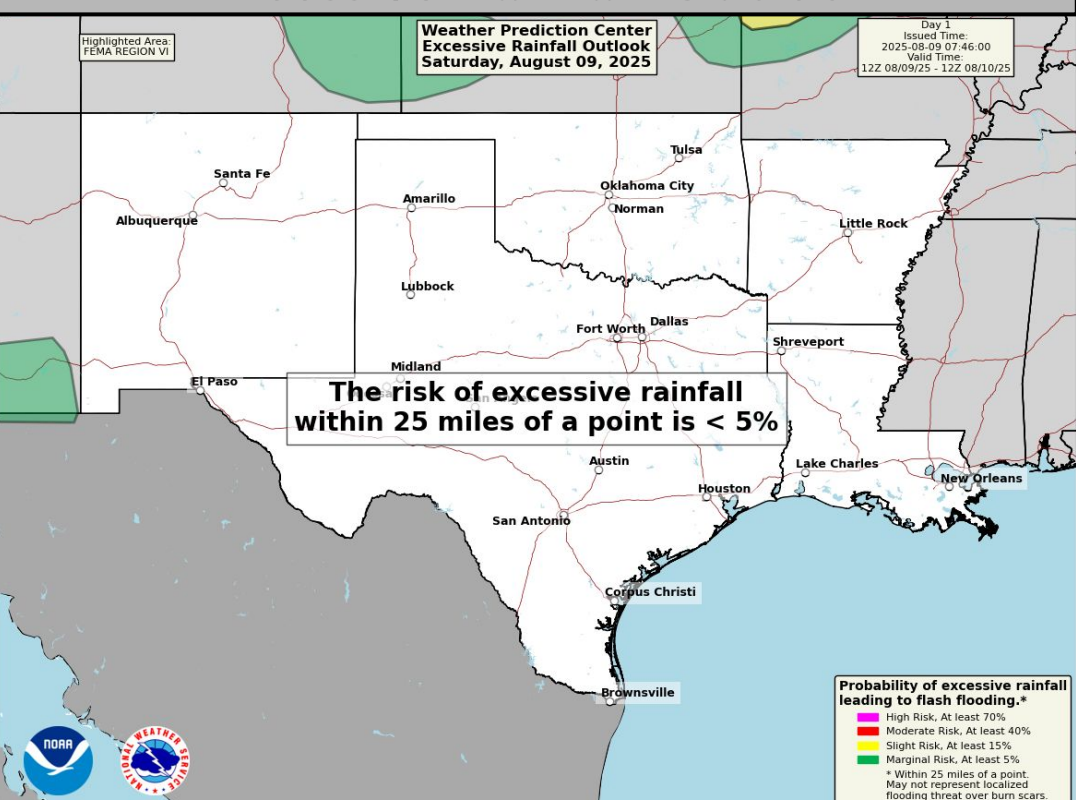 Highlighted Area:
FEMA REGION VI
Weather Prediction Center
Excessive Rainfall Outlook
Saturday, August 09, 2025
Day 1
Issued Time:
2025-08-09 07:46:00
Valid Time:
12Z 08/09/25 - 12Z 08/10/25
Tulsa
Santa Fe
Oklahoma City
Amarillo
Norman
Albuquerque
Little Rock
Lubbock
Dallas
Fort Worth
Shreveport
Midland
El Paso
The risk of excessive rainfall
within 25 miles of a point is < 5%
Austin
Lake Charles
New Orleans
Houston
San Antonio
Corpus Christi
Brownsville
Probability of excessive rainfall
leading to flash flooding.*
High Risk, At least 70%
Moderate Risk, At least 40%
Slight Risk, At least 15%
Marginal Risk, At least 5%
* Within 25 miles of a point.
May not represent localized
flooding threat over burn scars.
NOAA
NATIONAL WEATHER SERVICE